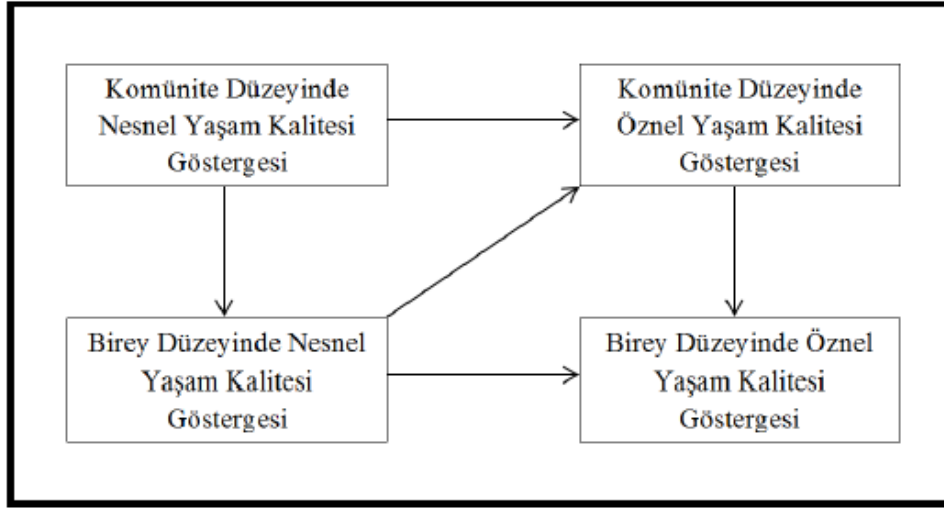 Komünite Düzeyinde
Nesnel Yaşam Kalitesi
Göstergesi
Komünite Düzeyinde
Öznel Yaşam Kalitesi
Göstergesi
Birey Düzeyinde Nesnel
Yaşam Kalitesi
Göstergesi
Birey Düzeyinde Öznel
Yaşam Kalitesi
Göstergesi